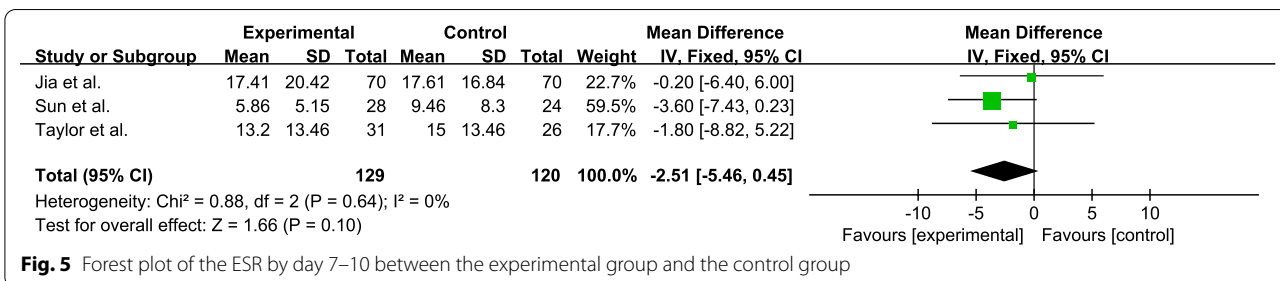 Experimental Control Mean Difference Mean Difference
Study or Subgroup Mean SD Total Mean SD Total Weight IV, Fixed, 95% CI IV, Fixed, 95% CI
Jia et al. 17.41 20.42 70 17.61 16.84 70 22.7% -0.20 [-6.40, 6.00]
Sun et al. 5.86 5.15 28 9.46 8.3 24 59.5% -3.60 [-7.43, 0.23]
Taylor et al. 13.2 13.46 31 15 13.46 26 17.7% -1.80 [-8.82, 5.22]
Total (95% CI) 129 120 100.0% -2.51 [-5.46, 0.45]
Heterogeneity: Chi² = 0.88, df = 2 (P = 0.64); I² = 0%
Test for overall effect: Z = 1.66 (P = 0.10)
-10 -5 0 5 10
Favours [experimental] Favours [control]
Fig. 5 Forest plot of the ESR by day 7–10 between the experimental group and the control group